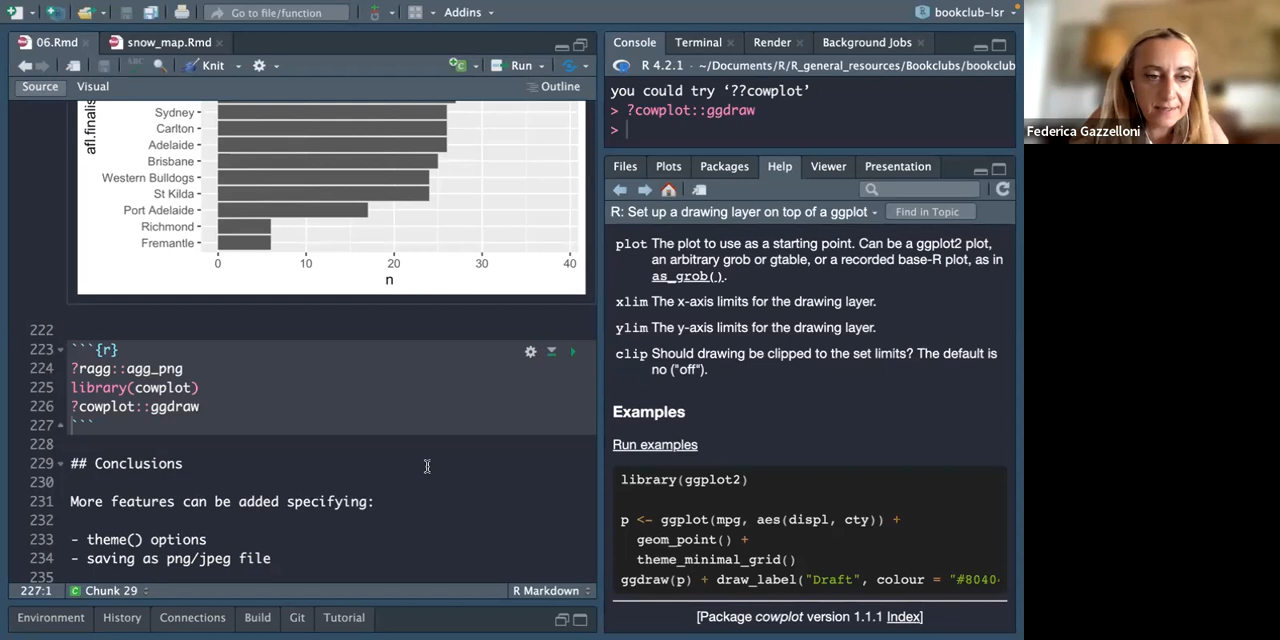 Go to file/function
Addins
bookclub-lsr
06.Rmd
snow_map.Rmd
ABC
Knit
Run
Source
Visual
Outline
afl.finalis
Sydney
Carlton
Adelaide
Brisbane
Western Bulldogs
St Kilda
Port Adelaide
Richmond
Fremantle
0 10 20 30 40
n
222
223 ```{r}
224 ?ragg::agg_png
225 library(cowplot)
226 ?cowplot::ggdraw
227 ```
228
229 ## Conclusions
230
231 More features can be added specifying:
232
233 - theme() options
234 - saving as png/jpeg file
235
227:1
Chunk 29
R Markdown
Environment History Connections Build Git Tutorial
Console Terminal Render Background Jobs
R 4.2.1 · ~/Documents/R/R_general_resources/Bookclubs/bookclub
you could try ‘??cowplot’
> ?cowplot::ggdraw
>
Files Plots Packages Help Viewer Presentation
R: Set up a drawing layer on top of a ggplot
Find in Topic
plot The plot to use as a starting point. Can be a ggplot2 plot,
an arbitrary grob or gtable, or a recorded base-R plot, as in
as_grob().
xlim The x-axis limits for the drawing layer.
ylim The y-axis limits for the drawing layer.
clip Should drawing be clipped to the set limits? The default is
no ("off").
Examples
Run examples
library(ggplot2)
p <- ggplot(mpg, aes(displ, cty)) +
geom_point() +
theme_minimal_grid()
ggdraw(p) + draw_label("Draft", colour = "#8040
[Package cowplot version 1.1.1 Index]
Federica Gazzelloni